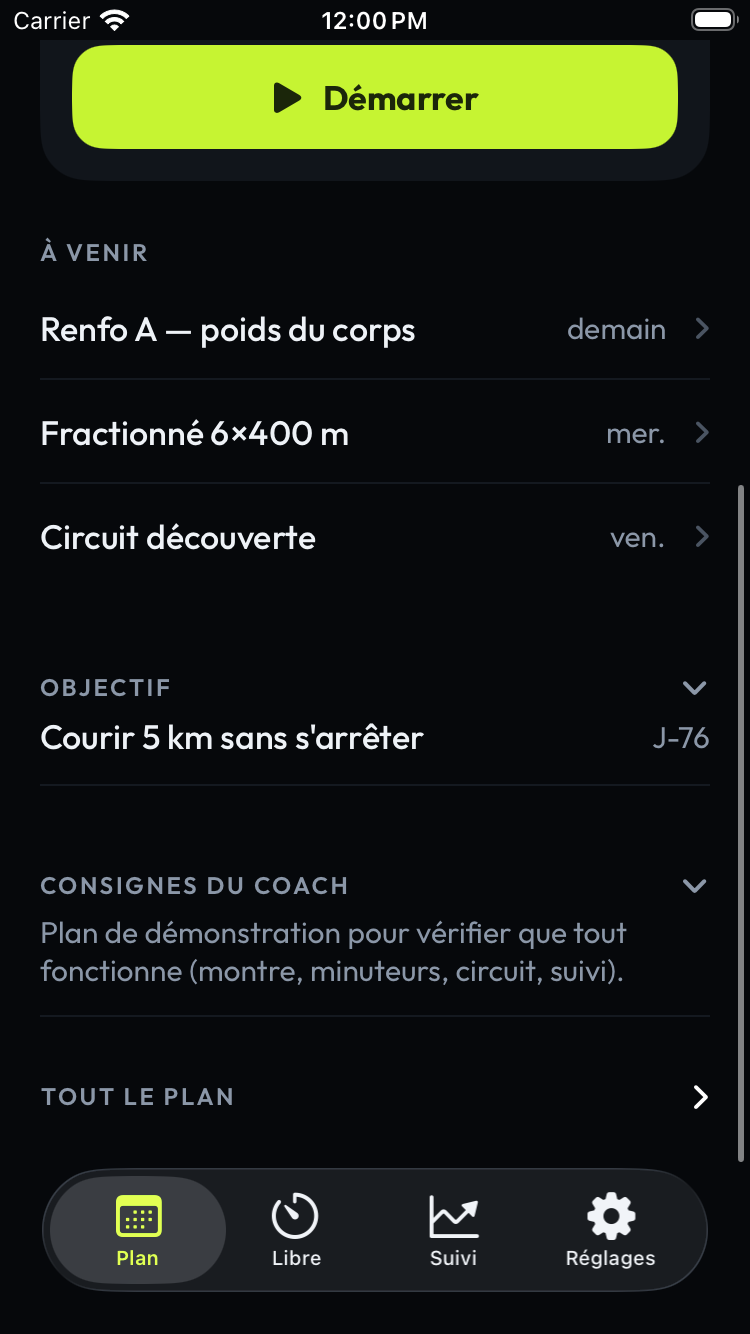 Carrier
12:00 PM
Démarrer
À VENIR
Renfo A — poids du corps demain
Fractionné 6×400 m mer.
Circuit découverte ven.
OBJECTIF
Courir 5 km sans s'arrêter J-76
CONSIGNES DU COACH
Plan de démonstration pour vérifier que tout
fonctionne (montre, minuteurs, circuit, suivi).
TOUT LE PLAN
Plan Libre Suivi Réglages